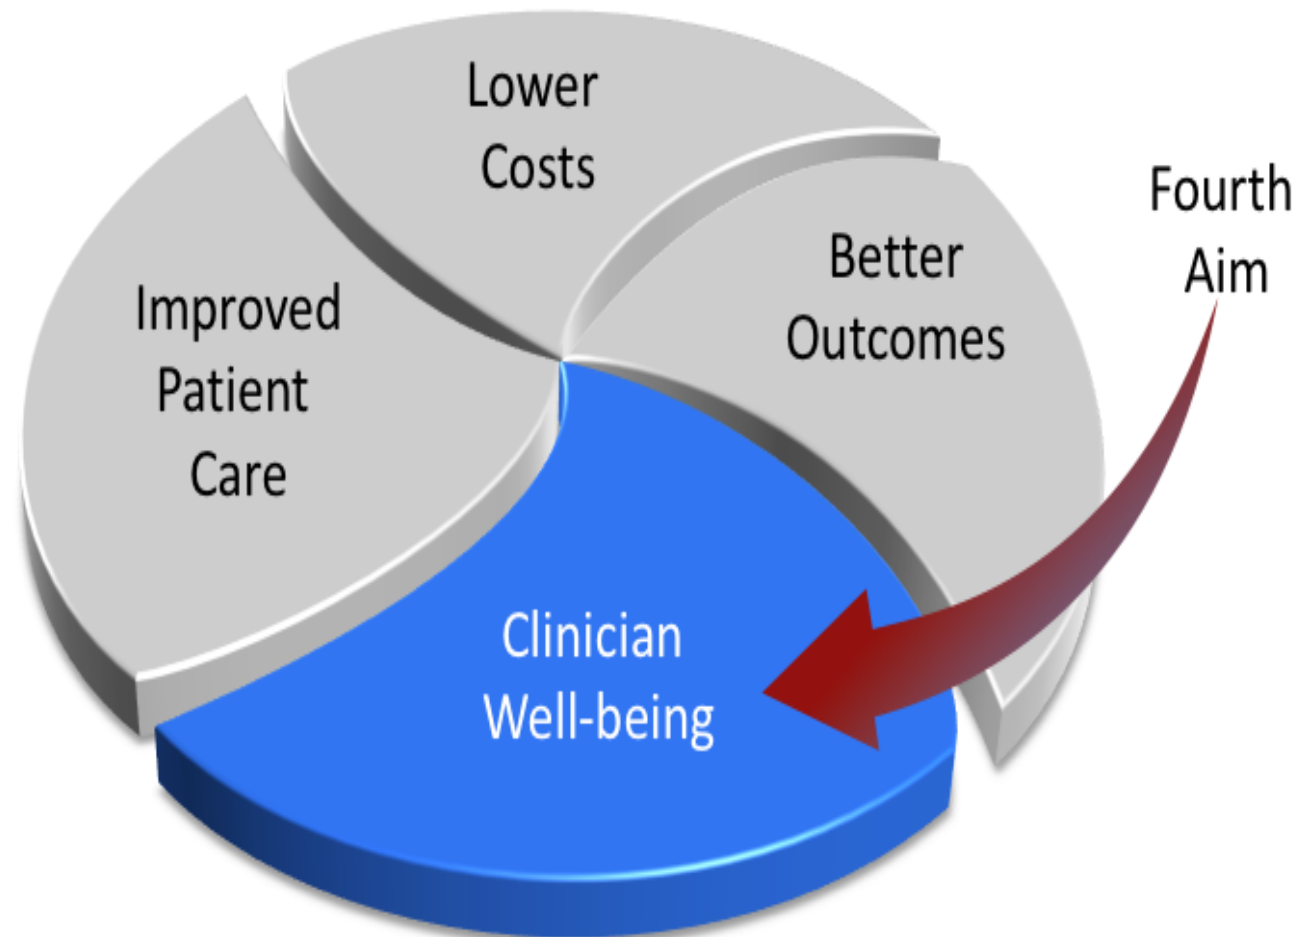 Lower
Costs
Better
Outcomes
Fourth
Aim
Improved
Patient
Care
Clinician
Well-being